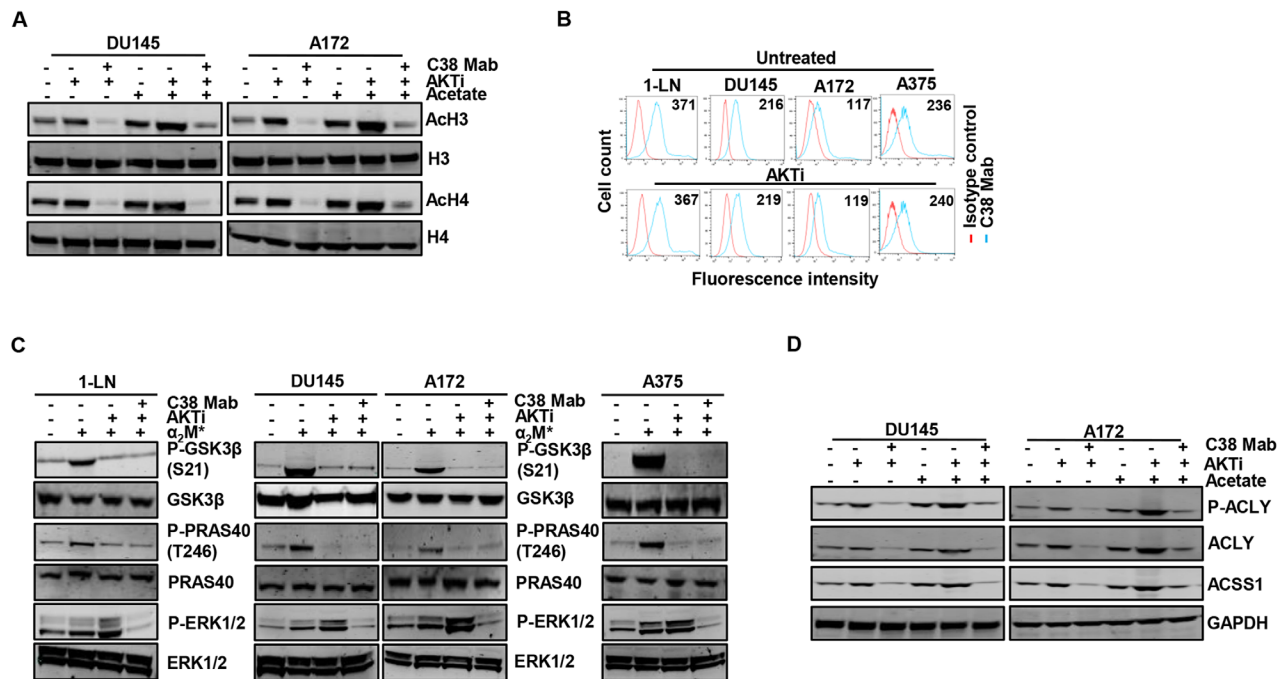 A
DU145 A172
- - + - - + - - + - - + C38 Mab
- + + - + + - + + - + + AKTi
- - - + + + - - - + + + Acetate
AcH3
H3
AcH4
H4
B
Untreated
1-LN DU145 A172 A375
371 216 117 236
AKTi
367 219 119 240
Cell count
Fluorescence intensity
Isotype control
C38 Mab
C
1-LN DU145 A172 A375
- - - + - - - + - - - + - - - +
C38 Mab C38 Mab
- - + + - - + + - - + + - - + +
AKTi AKTi
- + + + - + + + - + + + - + + +
α₂M* α₂M*
P-GSK3β P-GSK3β
(S21) (S21)
GSK3β GSK3β
P-PRAS40 P-PRAS40
(T246) (T246)
PRAS40 PRAS40
P-ERK1/2 P-ERK1/2
ERK1/2 ERK1/2
D
DU145 A172
- - + - - + - - + - - + C38 Mab
- + + - + + - + + - + + AKTi
- - - + + + - - - + + + Acetate
P-ACLY
ACLY
ACSS1
GAPDH